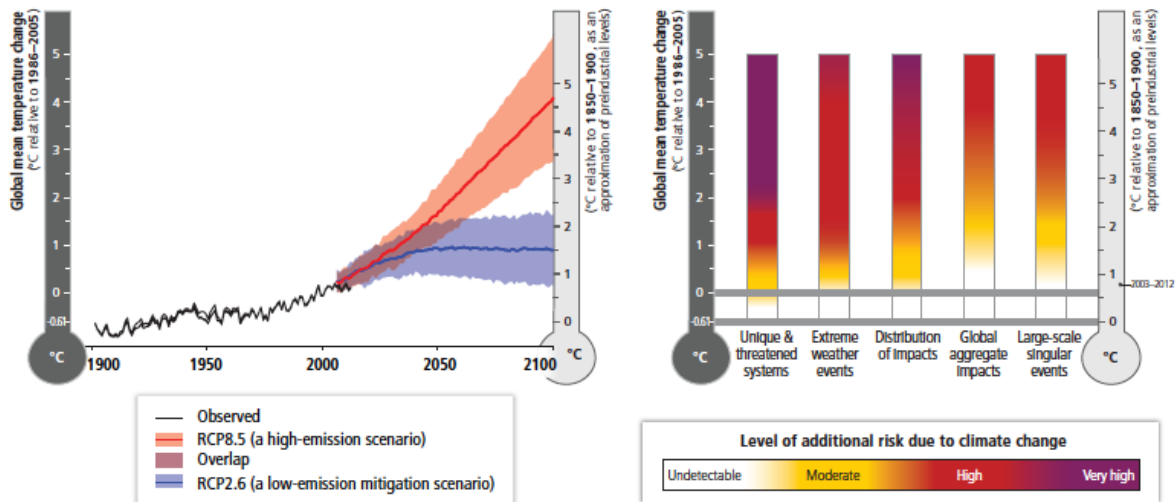 Global mean temperature change
(°C relative to 1986–2005)
5
4
3
2
1
0
-0.61
°C
(°C relative to 1850–1900, as an
approximation of preindustrial levels)
5
4
3
2
1
0
°C
1900
1950
2000
2050
2100
Observed
RCP8.5 (a high-emission scenario)
Overlap
RCP2.6 (a low-emission mitigation scenario)
Global mean temperature change
(°C relative to 1986–2005)
5
4
3
2
1
0
-0.61
°C
(°C relative to 1850–1900, as an
approximation of preindustrial levels)
5
4
3
2
1
0
2003–2012
°C
Unique &
threatened
systems
Extreme
weather
events
Distribution
of impacts
Global
aggregate
impacts
Large-scale
singular
events
Level of additional risk due to climate change
Undetectable
Moderate
High
Very high